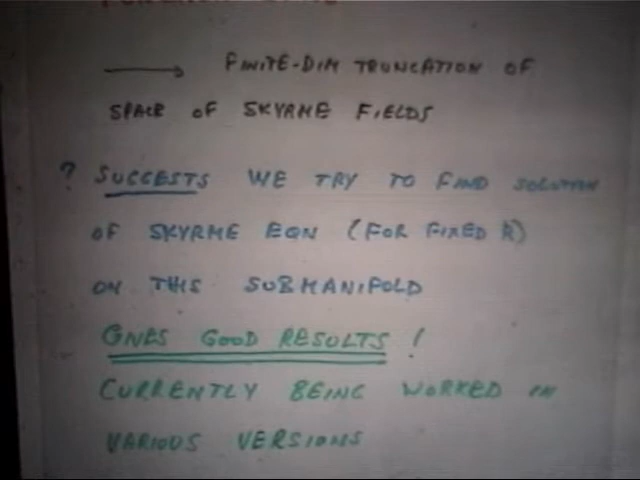 ⟶ FINITE-DIM TRUNCATION OF
SPACE OF SKYRME FIELDS
? SUGGESTS WE TRY TO FIND SOLUTION
OF SKYRME EQN (FOR FIXED k)
ON THIS SUBMANIFOLD
GIVES GOOD RESULTS!
CURRENTLY BEING WORKED ON
VARIOUS VERSIONS